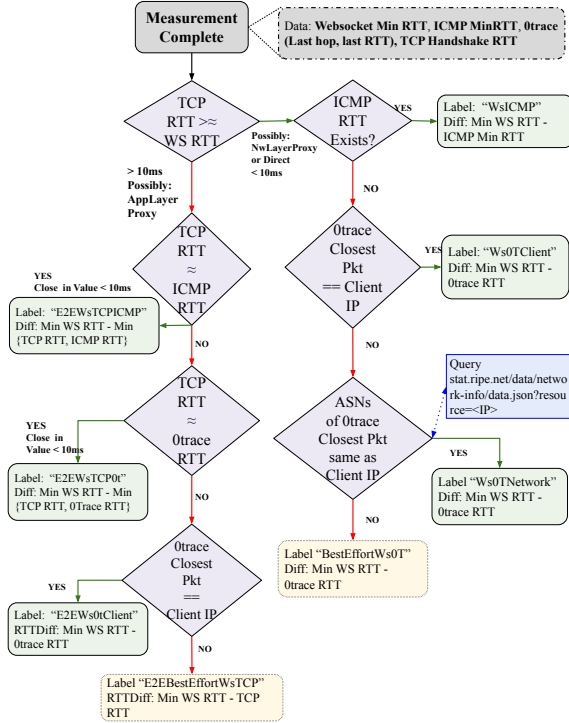 Measurement
Complete
Data: Websocket Min RTT, ICMP MinRTT, 0trace
(Last hop, last RTT), TCP Handshake RTT
TCP
RTT >≈
WS RTT
Possibly:
NwLayerProxy
or Direct
< 10ms
ICMP
RTT
Exists?
YES
Label: “WsICMP”
Diff: Min WS RTT -
ICMP Min RTT
> 10ms
Possibly:
AppLayer
Proxy
NO
TCP
RTT
≈
ICMP
RTT
0trace
Closest
Pkt
== Client
IP
YES
Label: “Ws0TClient”
Diff: Min WS RTT -
0trace RTT
YES
Close in Value < 10ms
Label: “E2EWsTCPICMP”
Diff: Min WS RTT - Min
{TCP RTT, ICMP RTT}
NO
NO
Query
stat.ripe.net/data/netwo
rk-info/data.json?resou
rce=<IP>
TCP
RTT
≈
0trace
RTT
ASNs
of 0trace
Closest Pkt
same as
Client IP
YES
Close in
Value < 10ms
YES
Label: “E2EWsTCP0t”
Diff: Min WS RTT - Min
{TCP RTT, 0Trace RTT}
Label “Ws0TNetwork”
Diff: Min WS RTT -
0trace RTT
NO
NO
0trace
Closest
Pkt
==
Client IP
Label “BestEffortWs0T”
Diff: Min WS RTT -
0trace RTT
YES
Label: “E2EWs0tClient”
RTTDiff: Min WS RTT -
0trace RTT
NO
Label “E2EBestEffortWsTCP”
RTTDiff: Min WS RTT - TCP
RTT